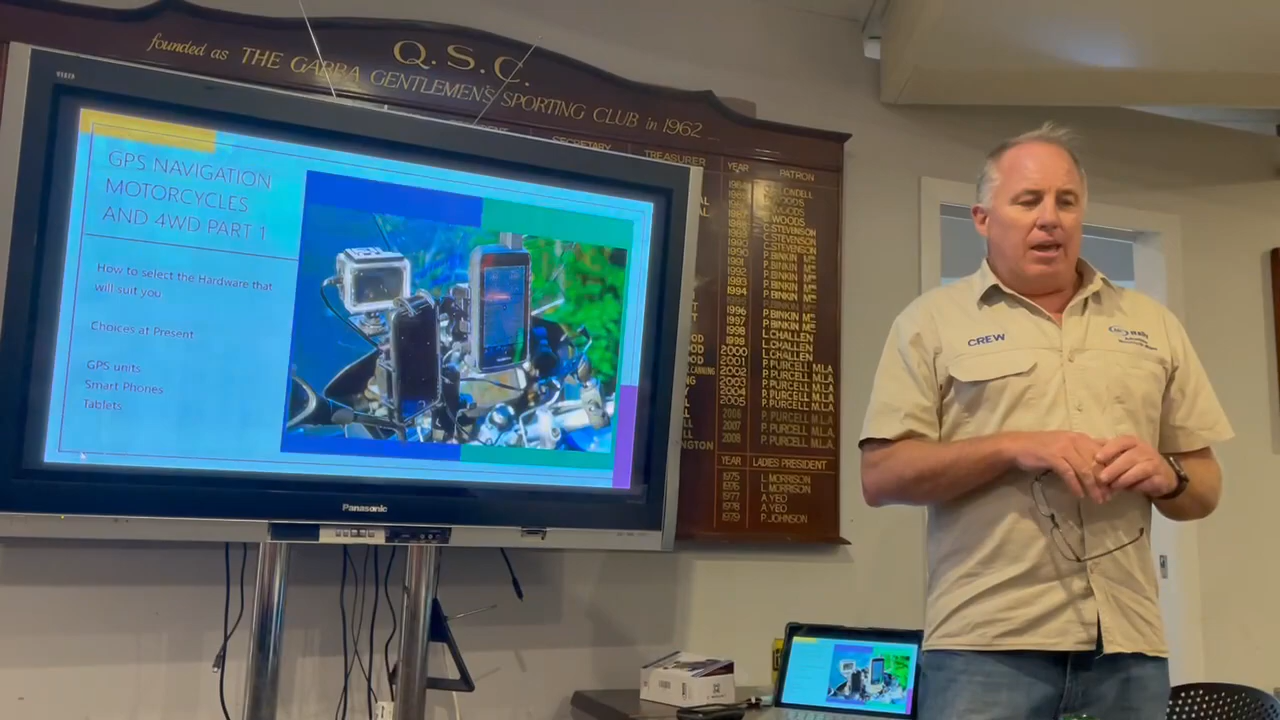 Q.S.C.
founded as THE GABBA GENTLEMEN'S SPORTING CLUB in 1962
SECRETARY
TREASURER
YEAR
PATRON
WOODS
C. STEVENSON
C. STEVENSON
1990 C. STEVENSON
1991 P. BINKIN
1992 P. BINKIN
1993 P. BINKIN
1994 P. BINKIN
1996 P. BINKIN
1997 P. BINKIN
1998 L. CHALLEN
1999 L. CHALLEN
2000 L. CHALLEN
2001 P. PURCELL M.L.A.
2002 P. PURCELL M.L.A.
2003 P. PURCELL M.L.A.
2004 P. PURCELL M.L.A.
2005 P. PURCELL M.L.A.
2006 P. PURCELL M.L.A.
2007 P. PURCELL M.L.A.
2008 P. PURCELL M.L.A.
YEAR LADIES PRESIDENT
1975 L. MORRISON
1976 L. MORRISON
1977 A. YEO
1978 A. YEO
1979 P. JOHNSON
GPS NAVIGATION
MOTORCYCLES
AND 4WD PART 1
How to select the Hardware that
will suit you
Choices at Present
GPS units
Smart Phones
Tablets
Panasonic
CREW